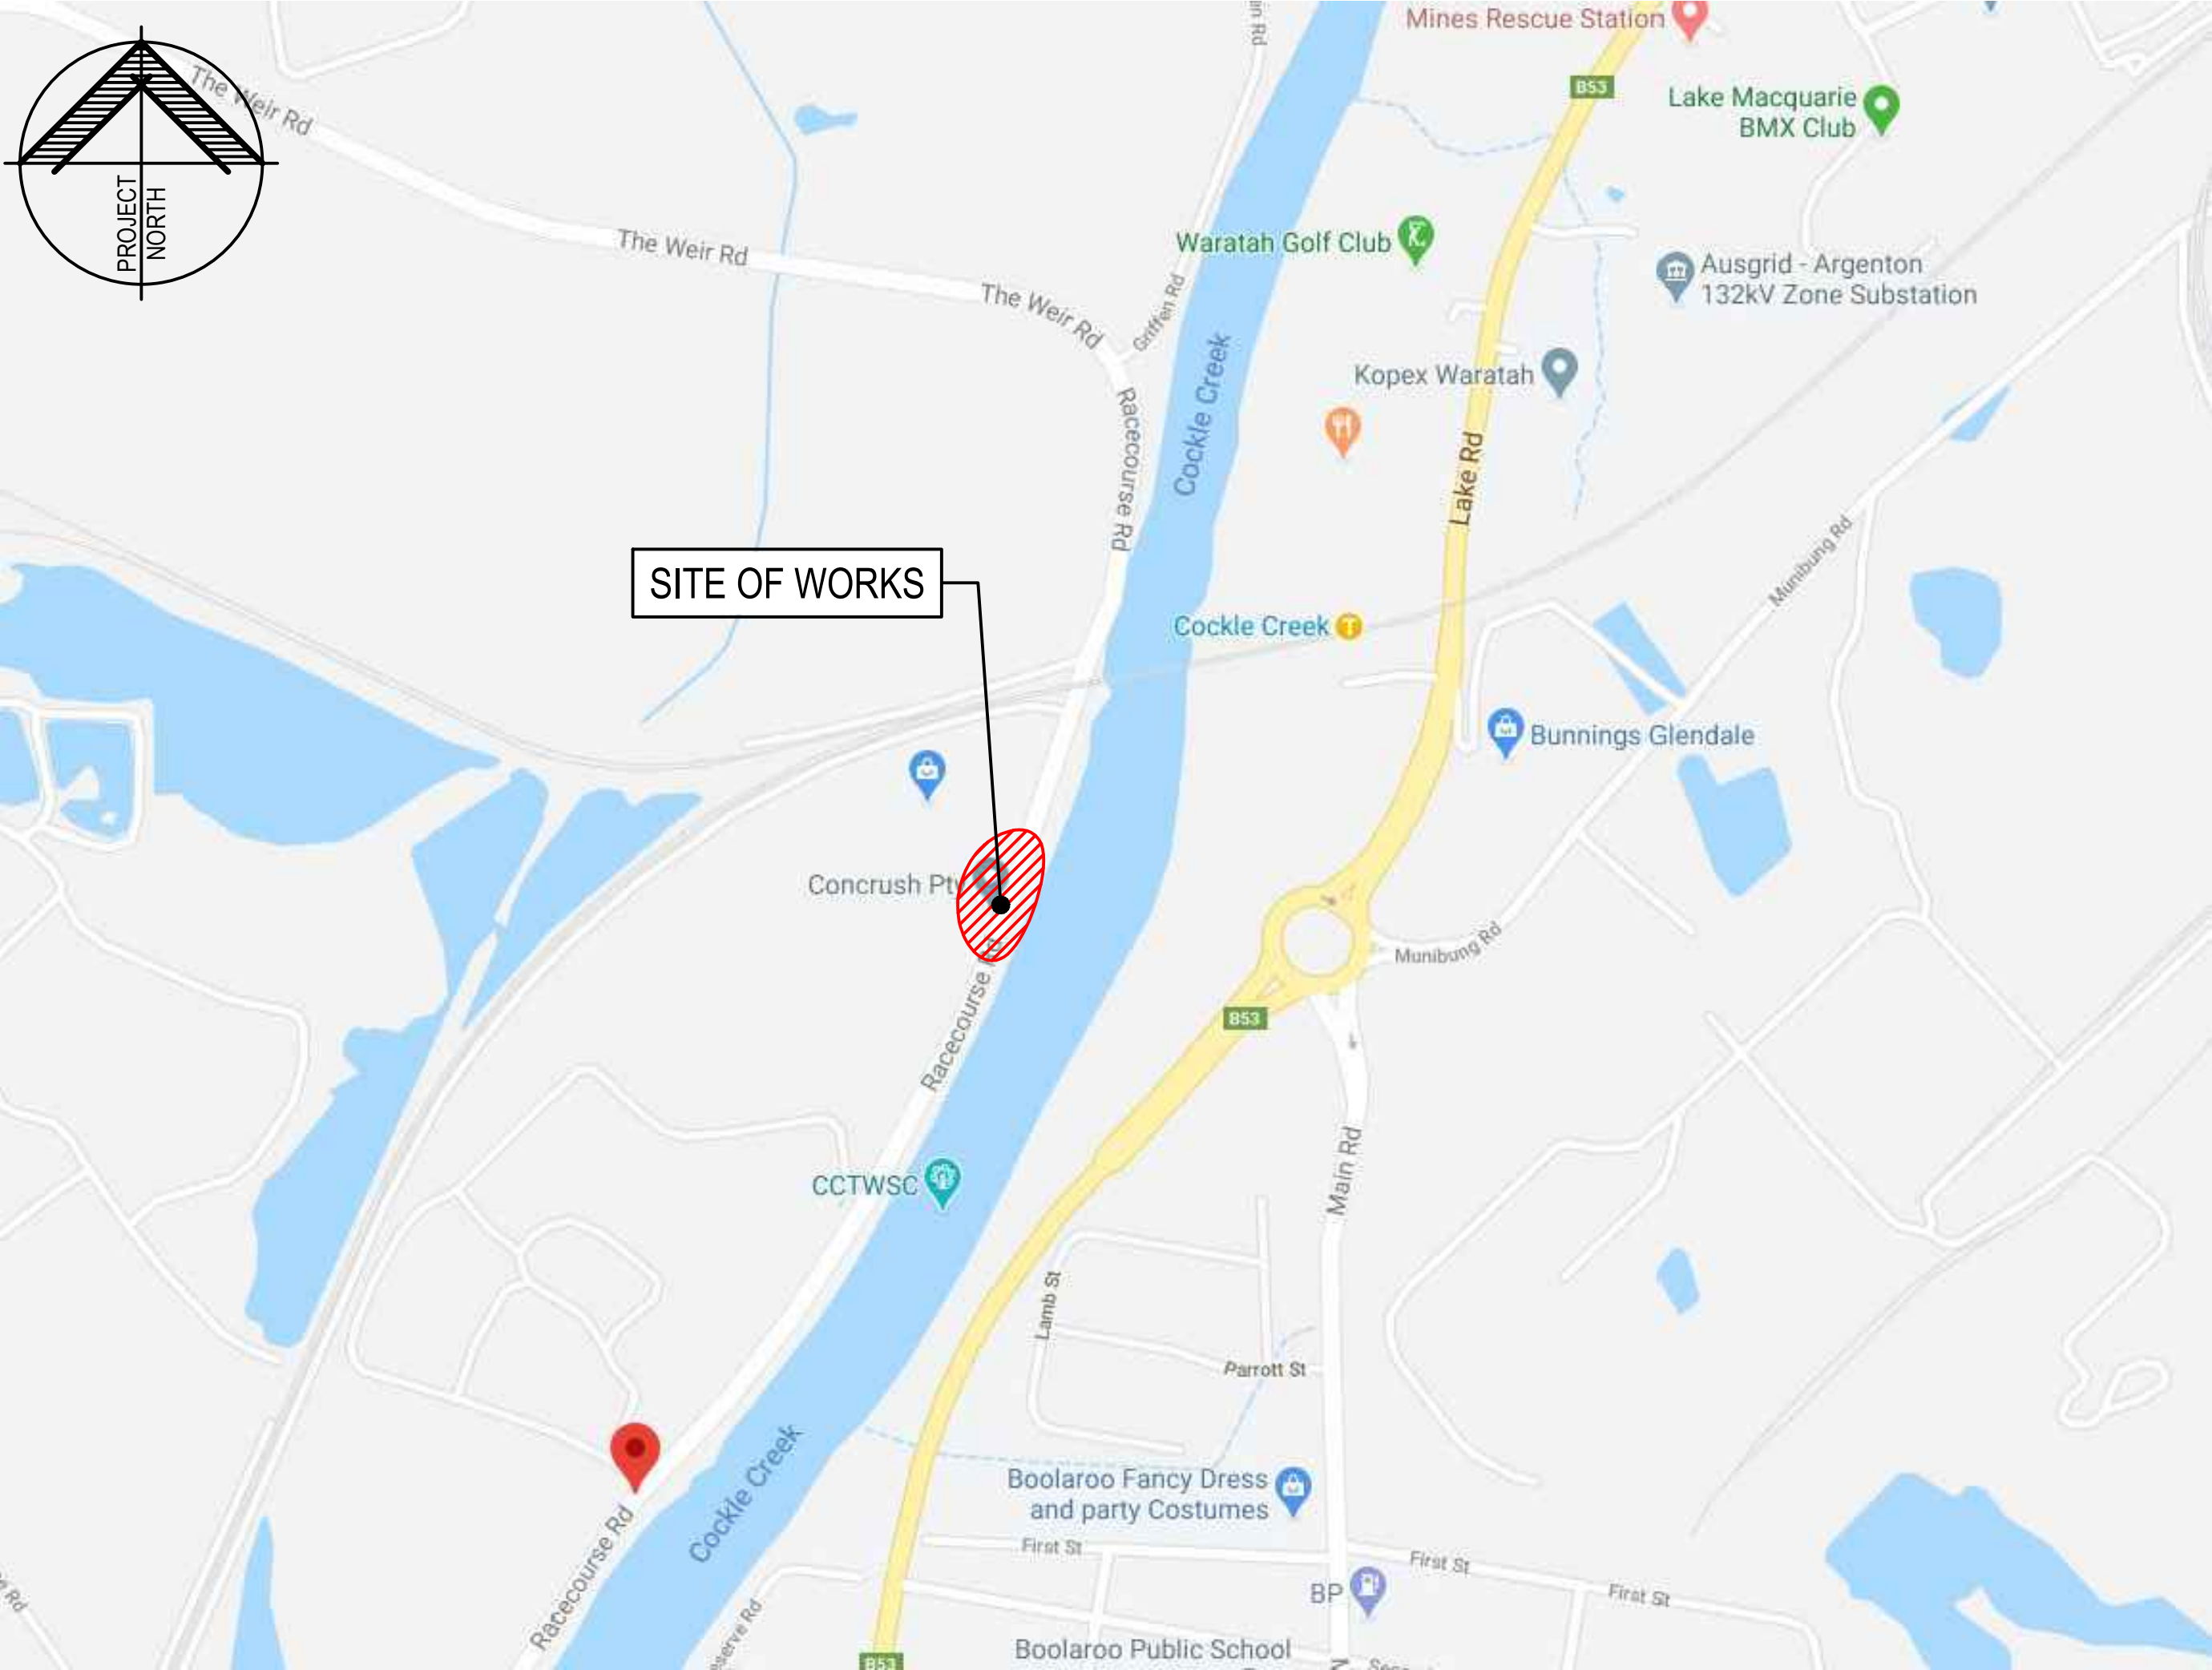 Mines Rescue Station
B53
Lake Macquarie
BMX Club
The Weir Rd
PROJECT
NORTH
The Weir Rd
Waratah Golf Club
Ausgrid - Argenton
132kV Zone Substation
The Weir Rd
Griffen Rd
Cockle Creek
Kopex Waratah
Racecourse Rd
Lake Rd
SITE OF WORKS
Munibung Rd
Cockle Creek
Bunnings Glendale
Concrush
Munibung Rd
Racecourse
B53
Main Rd
CCTWSC
Lamb St
Parrott St
Cockle Creek
Boolaroo Fancy Dress
and party Costumes
Racecourse Rd
First St
First St
First St
BP
Rd
Boolaroo Public School
B53